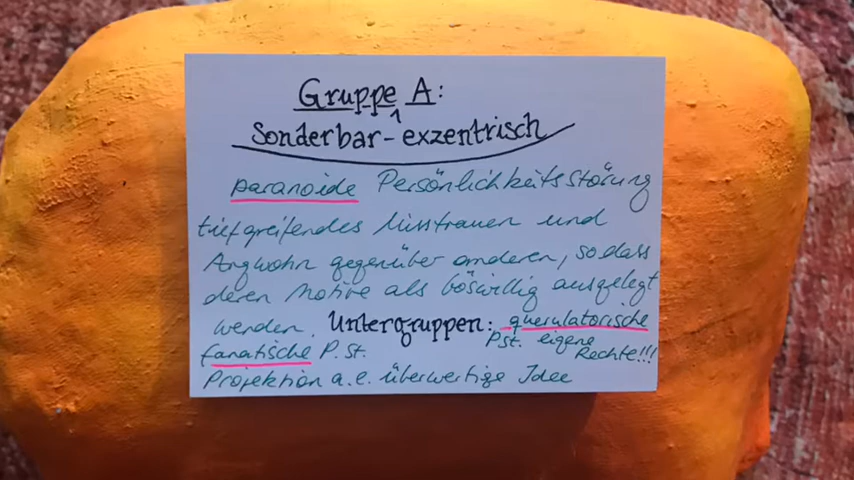 Gruppe A:
Sonderbar-exzentrisch
paranoide Persönlichkeitsstörung
tiefgreifendes Misstrauen und
Argwohn gegenüber anderen, sodass
deren Motive als böswillig ausgelegt
werden. Untergruppen: querulatorische
Pst. eigene
Rechte!!!
fanatische P.st.
Projektion a.e. überwertige Idee